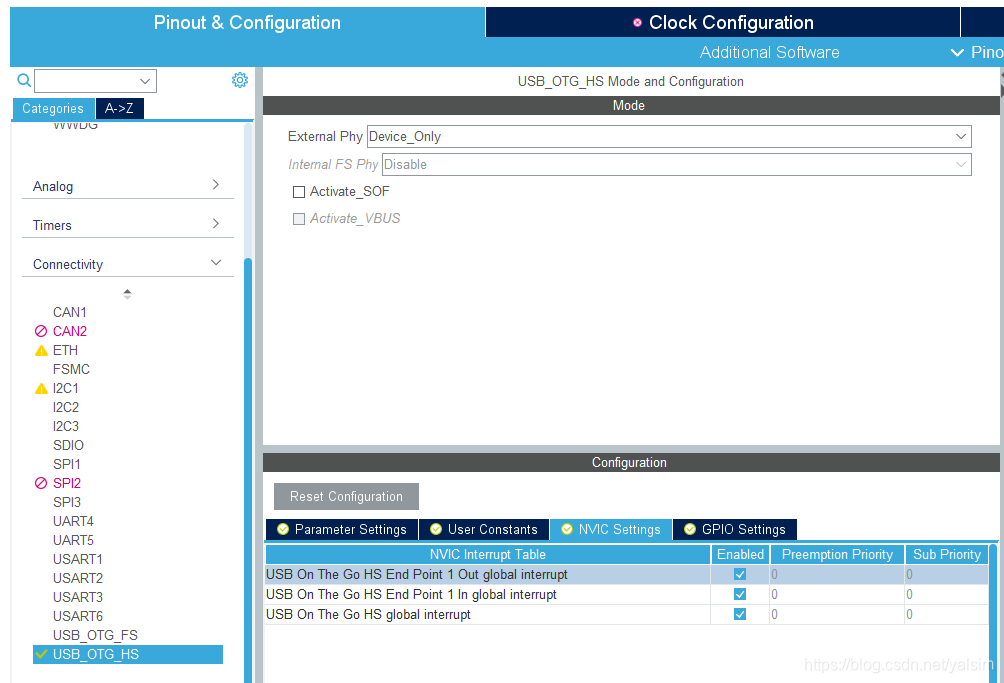 Pinout & Configuration
Clock Configuration
Additional Software
Pino
Categories
A->Z
WWDG
Analog
Timers
Connectivity
CAN1
CAN2
ETH
FSMC
I2C1
I2C2
I2C3
SDIO
SPI1
SPI2
SPI3
UART4
UART5
USART1
USART2
USART3
USART6
USB_OTG_FS
USB_OTG_HS
USB_OTG_HS Mode and Configuration
Mode
External Phy Device_Only
Internal FS Phy Disable
Activate_SOF
Activate_VBUS
Configuration
Reset Configuration
Parameter Settings User Constants NVIC Settings GPIO Settings
NVIC Interrupt Table Enabled Preemption Priority Sub Priority
USB On The Go HS End Point 1 Out global interrupt 0 0
USB On The Go HS End Point 1 In global interrupt 0 0
USB On The Go HS global interrupt 0 0
https://blog.csdn.net/yalsim